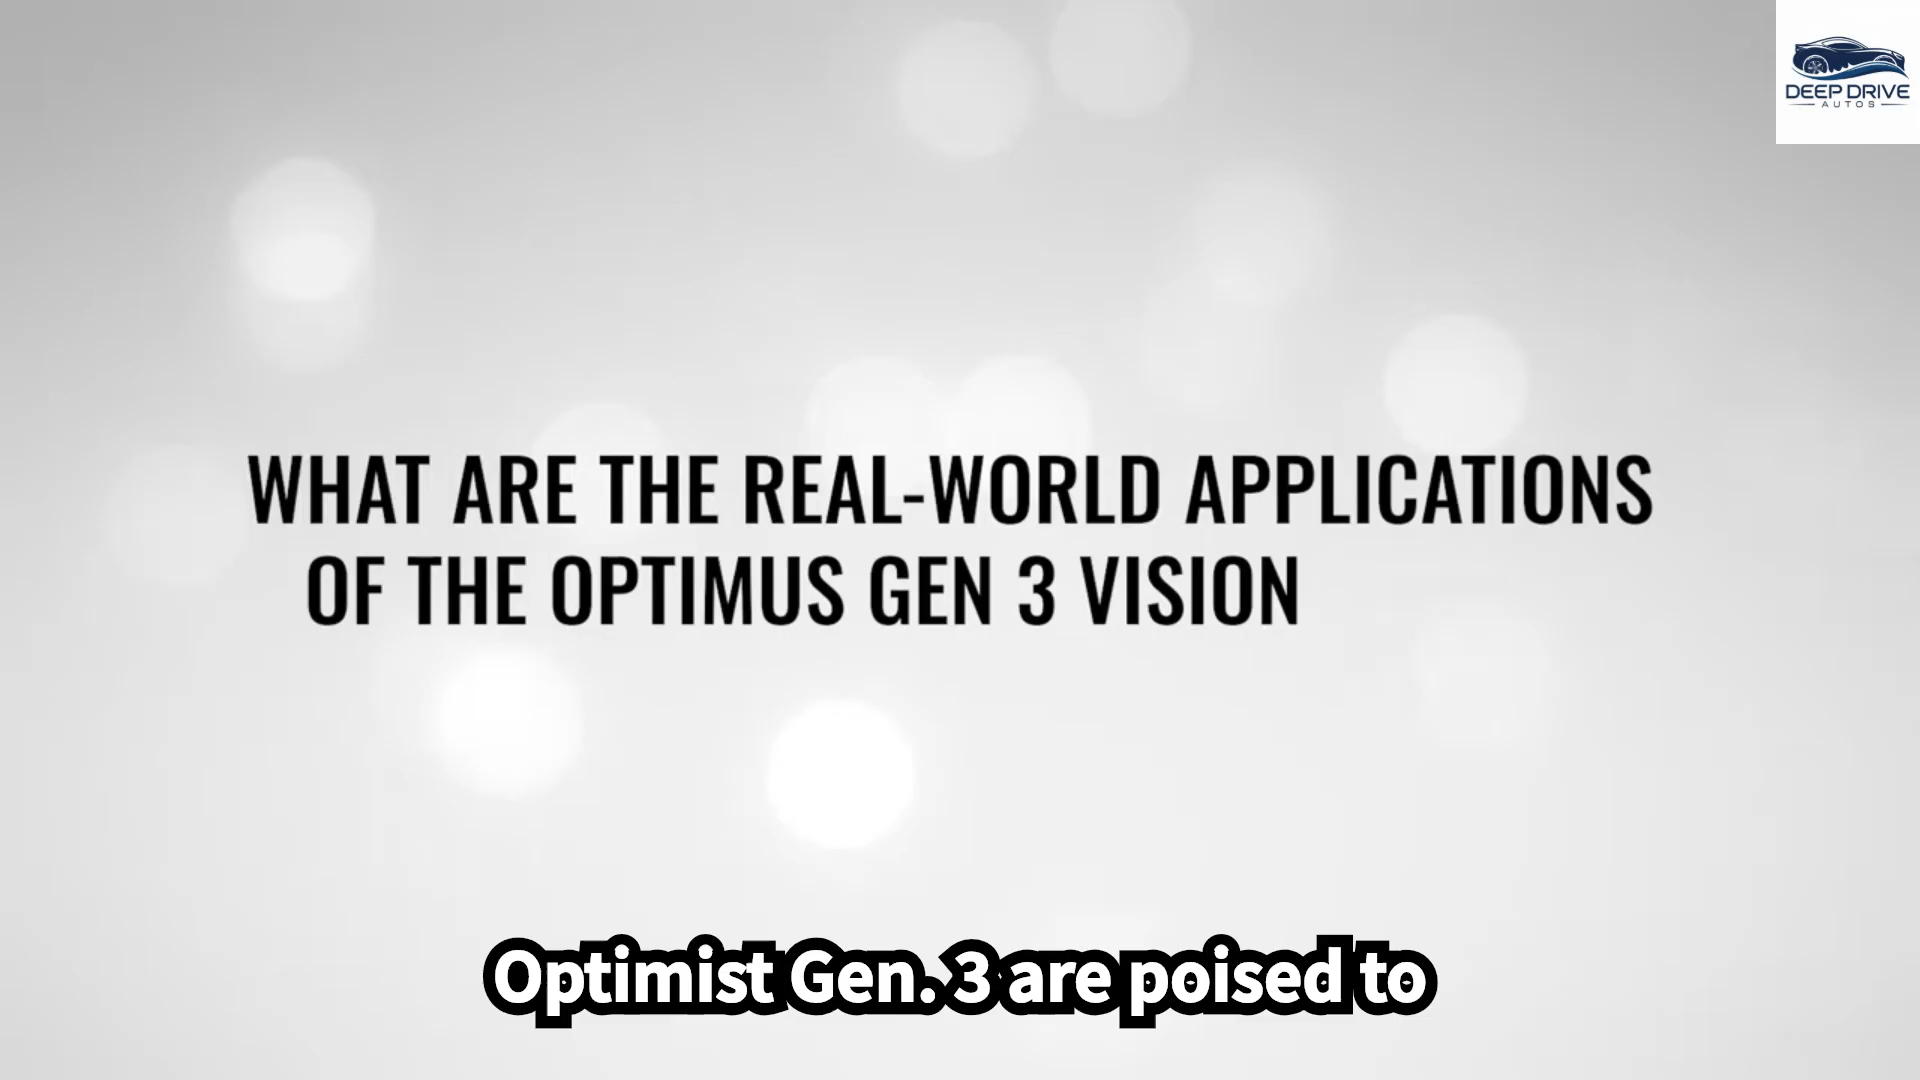 DEEP DRIVE
AUTOS
WHAT ARE THE REAL-WORLD APPLICATIONS
OF THE OPTIMUS GEN 3 VISION
Optimist Gen. 3 are poised to